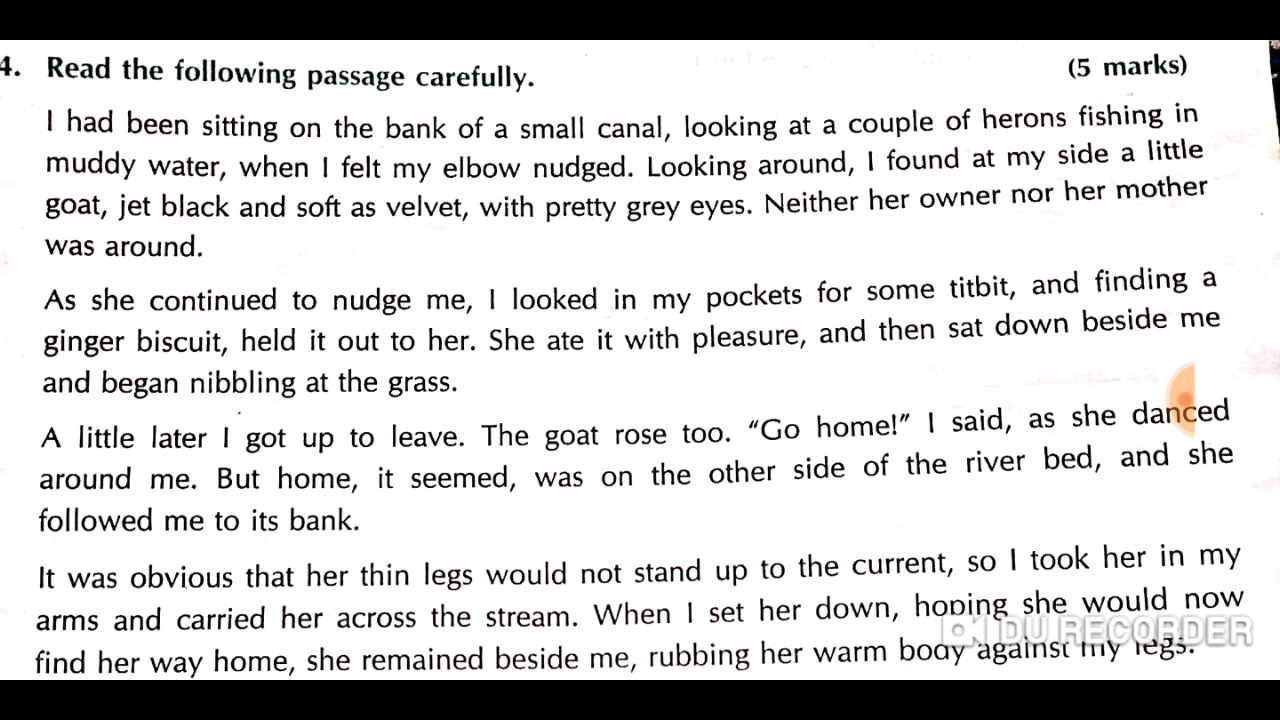 4. Read the following passage carefully. (5 marks)
I had been sitting on the bank of a small canal, looking at a couple of herons fishing in
muddy water, when I felt my elbow nudged. Looking around, I found at my side a little
goat, jet black and soft as velvet, with pretty grey eyes. Neither her owner nor her mother
was around.
As she continued to nudge me, I looked in my pockets for some titbit, and finding a
ginger biscuit, held it out to her. She ate it with pleasure, and then sat down beside me
and began nibbling at the grass.
A little later I got up to leave. The goat rose too. “Go home!” I said, as she danced
around me. But home, it seemed, was on the other side of the river bed, and she
followed me to its bank.
It was obvious that her thin legs would not stand up to the current, so I took her in my
arms and carried her across the stream. When I set her down, hoping she would now
DU RECORDER
find her way home, she remained beside me, rubbing her warm body against my legs.